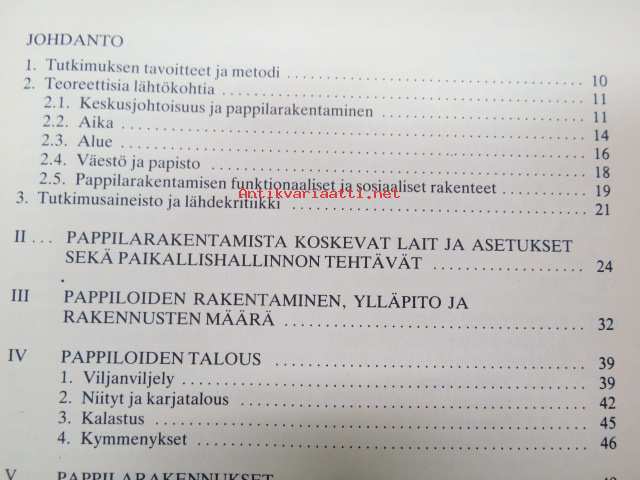 JOHDANTO
1. Tutkimuksen tavoitteet ja metodi 10
2. Teoreettisia lähtökohtia 11
2.1. Keskusjohtoisuus ja pappilarakentaminen 11
2.2. Aika 14
2.3. Alue 16
2.4. Väestö ja papisto 18
2.5. Pappilarakentamisen funktionaaliset ja sosiaaliset rakenteet 19
Antikvariaatti.net
3. Tutkimusaineisto ja lähdekritiikki 21
II ... PAPPILARAKENTAMISTA KOSKEVAT LAIT JA ASETUKSET
SEKÄ PAIKALLISHALLINNON TEHTÄVÄT 24
III PAPPILOIDEN RAKENTAMINEN, YLLÄPITO JA
RAKENNUSTEN MÄÄRÄ 32
IV PAPPILOIDEN TALOUS 39
1. Viljanviljely 39
2. Niityt ja karjatalous 42
3. Kalastus 45
4. Kymmenykset 46
V PAPPILARAKENNUKSET